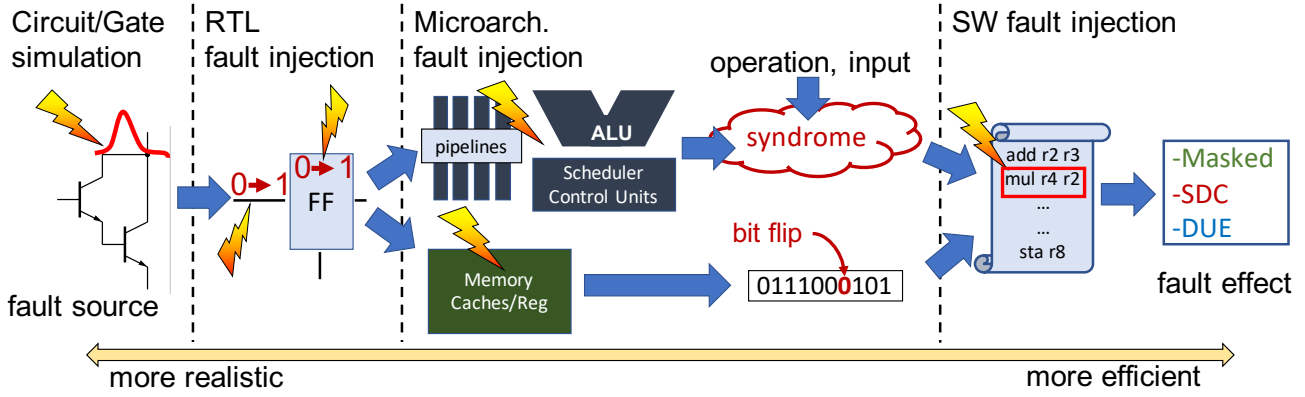 Circuit/Gate
simulation
RTL
fault injection
Microarch.
fault injection
SW fault injection
operation, input
pipelines
ALU
Scheduler
Control Units
syndrome
add r2 r3
mul r4 r2
...
...
sta r8
-Masked
-SDC
-DUE
0→1
0→1
FF
bit flip
Memory
Caches/Reg
0111000101
fault source
fault effect
more realistic
more efficient